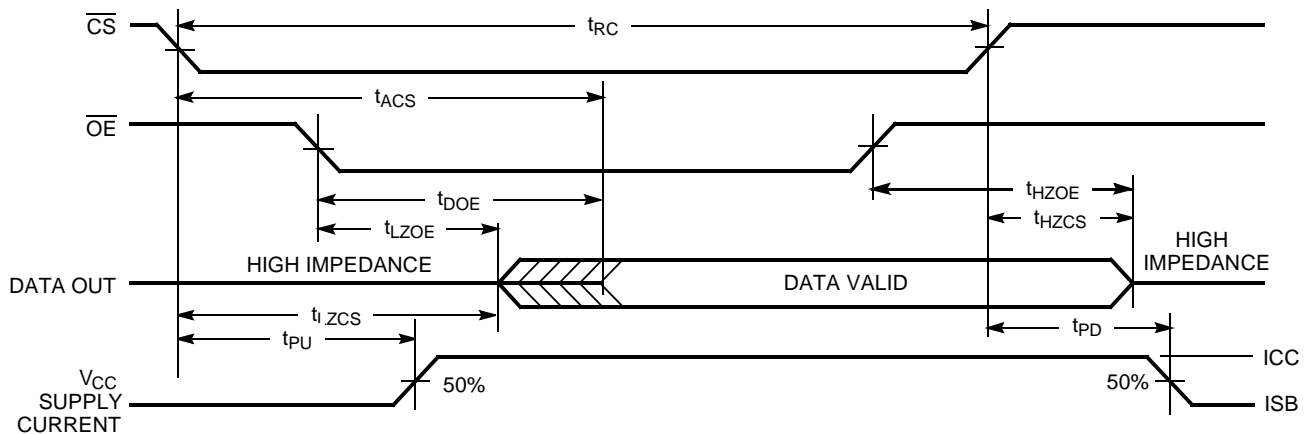 CS
tRC
tACS
OE
tDOE
tHZOE
tLZOE
tHZCS
HIGH IMPEDANCE
HIGH
IMPEDANCE
DATA OUT
DATA VALID
tLZCS
tPU
tPD
VCC
SUPPLY
CURRENT
50%
50%
ICC
ISB